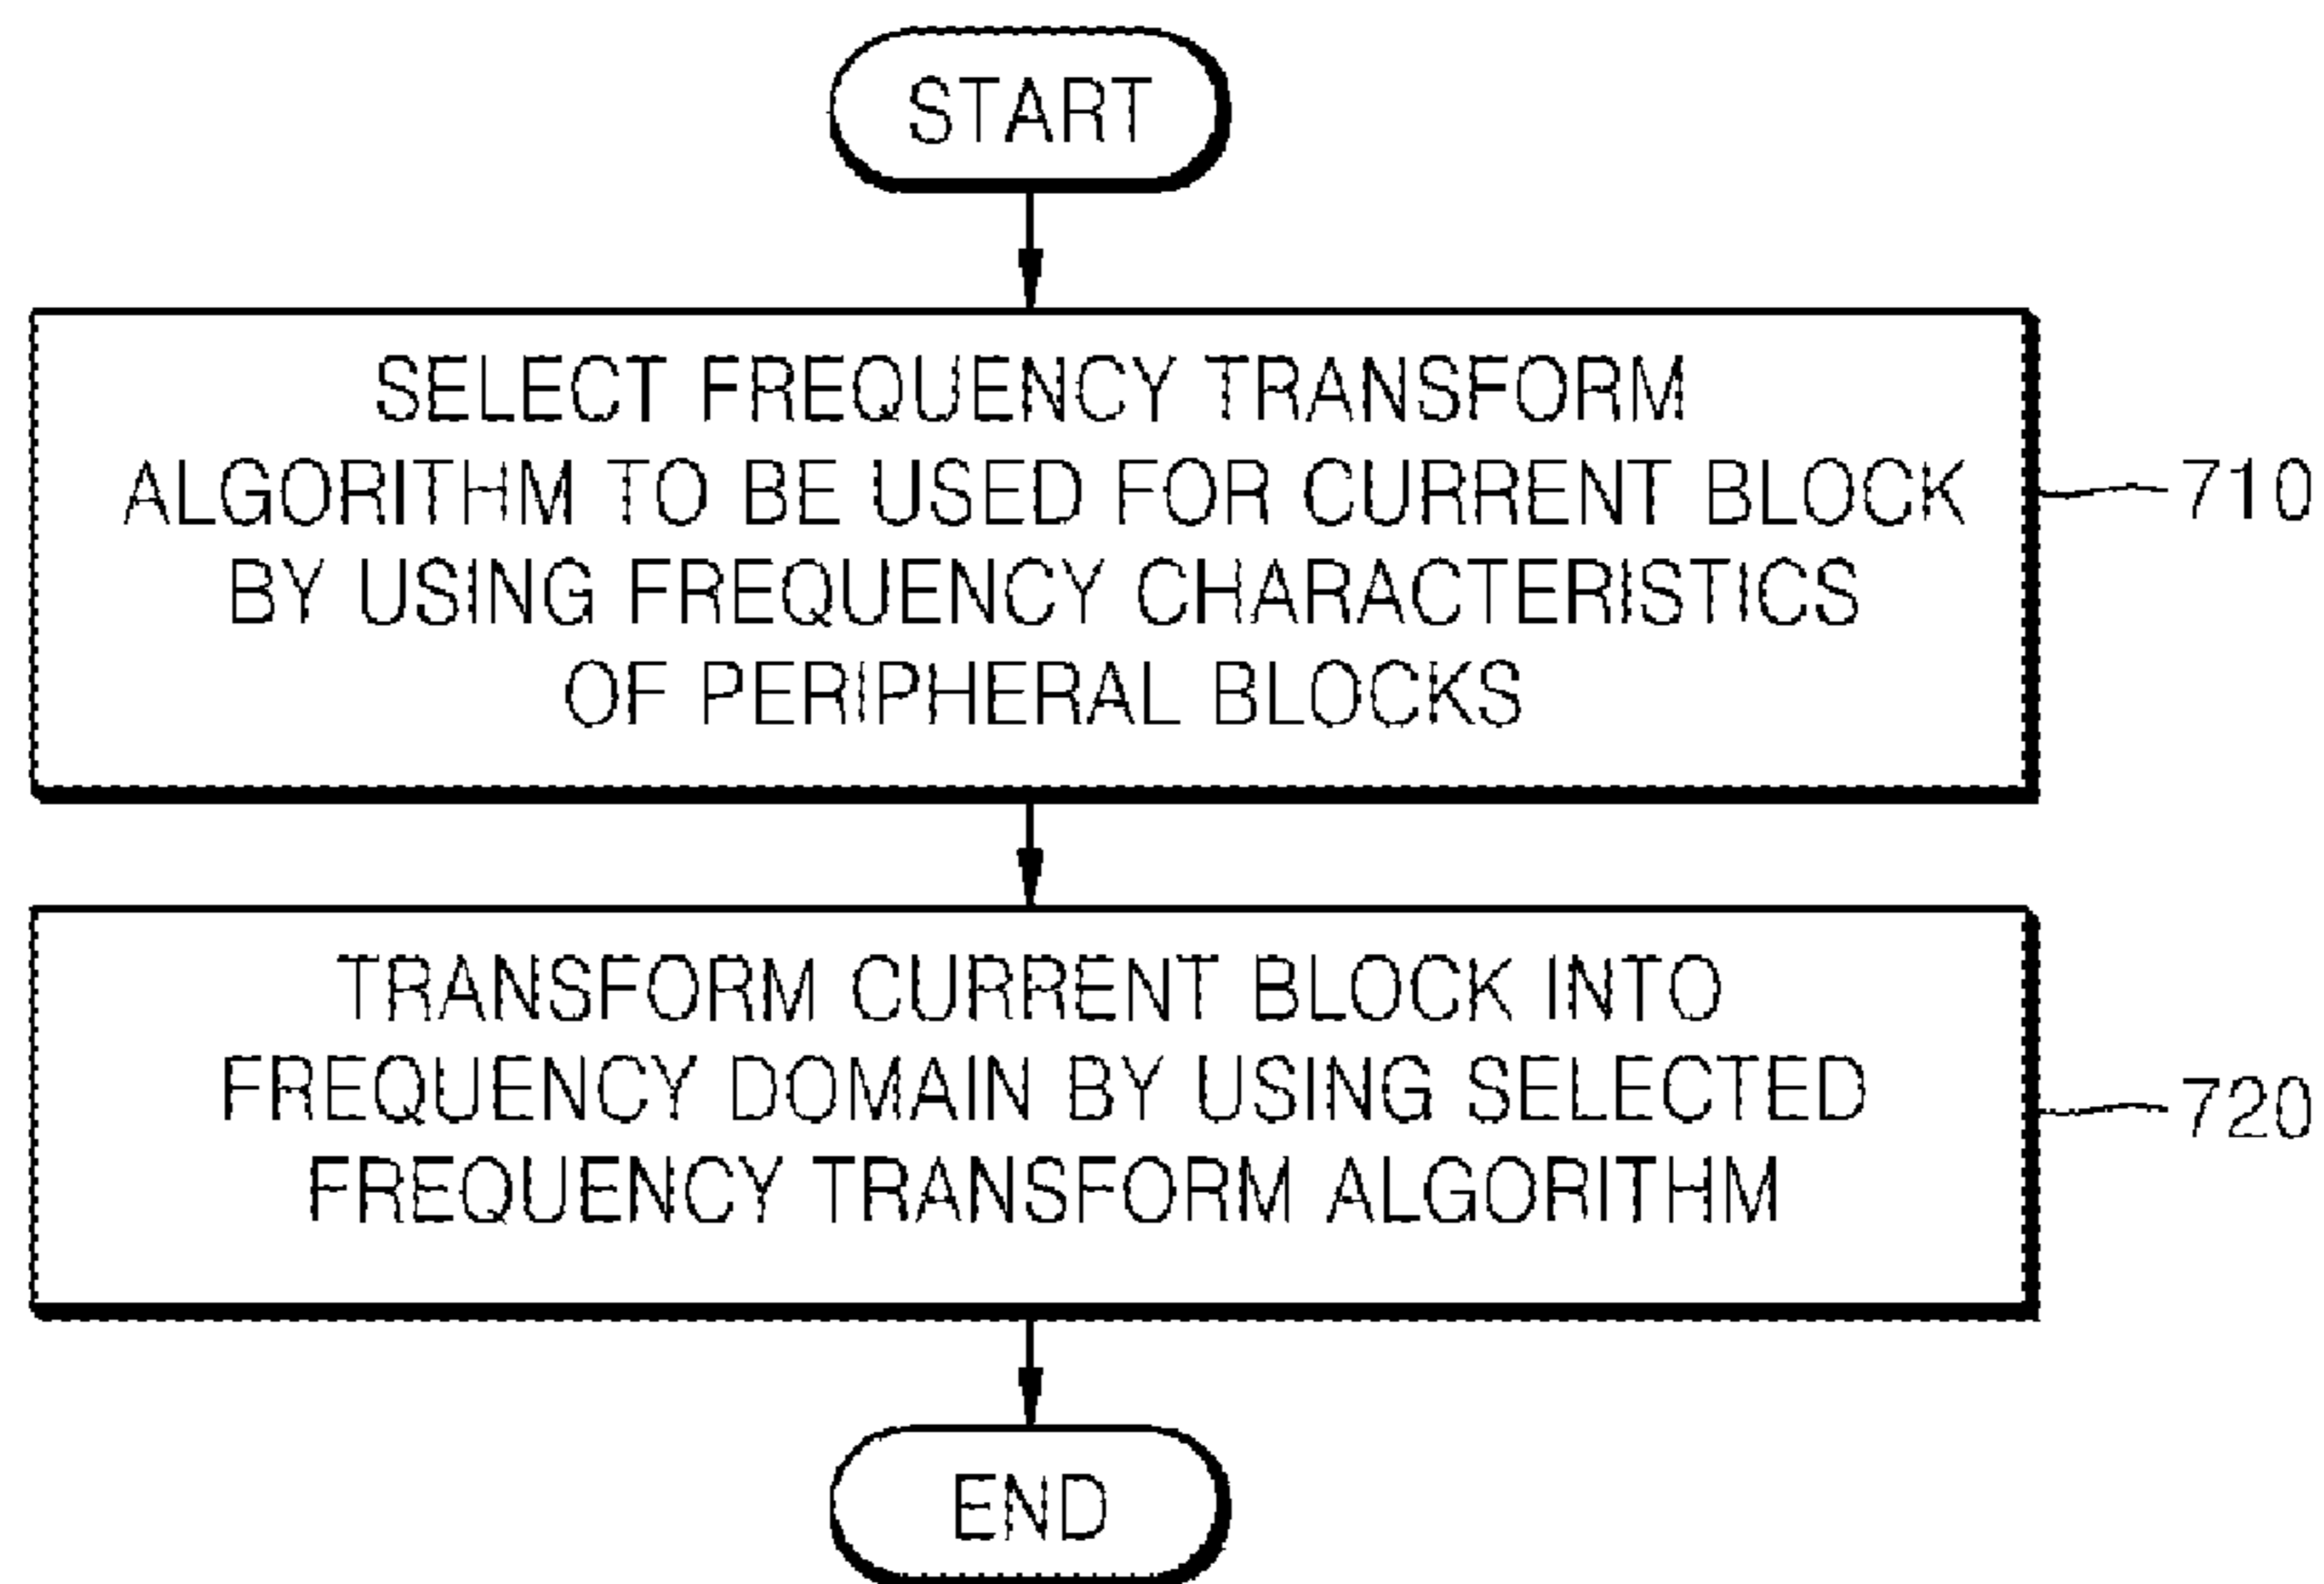 START
SELECT FREQUENCY TRANSFORM
ALGORITHM TO BE USED FOR CURRENT BLOCK
BY USING FREQUENCY CHARACTERISTICS
OF PERIPHERAL BLOCKS
710
TRANSFORM CURRENT BLOCK INTO
FREQUENCY DOMAIN BY USING SELECTED
FREQUENCY TRANSFORM ALGORITHM
720
END